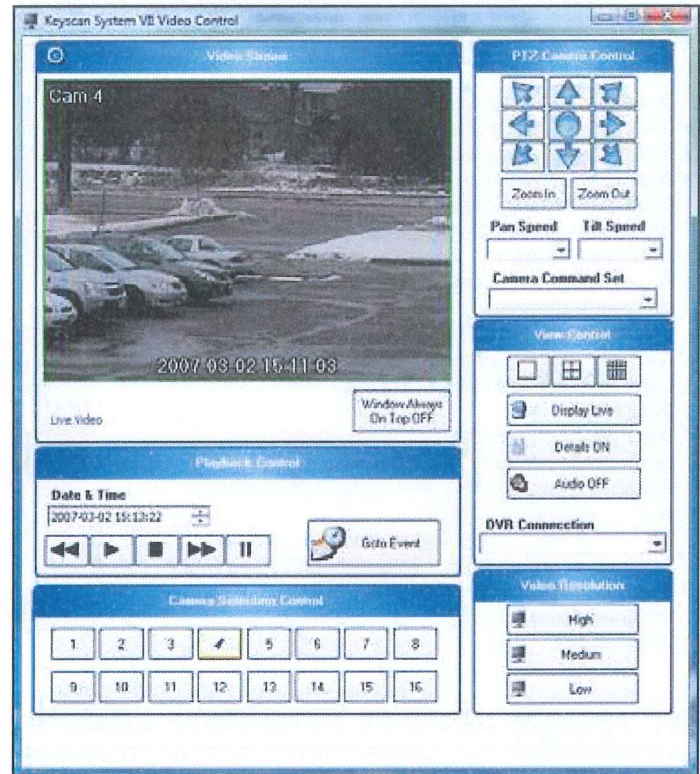 Keyscan System VII Video Control
Video Stream
Cam 4
2007-03-02 15-11-03
Live Video
Window Always
On Top OFF
Playback Control
Date & Time
2007-03-02 15:13:22
Goto Event
Camera Selection Control
1 2 3 4 5 6 7 8
9 10 11 12 13 14 15 16
PTZ Camera Control
Zoom In Zoom Out
Pan Speed Tilt Speed
Camera Command Set
View Control
Display Live
Details ON
Audio OFF
DVR Connecction
Video Resolution
High
Medium
Low